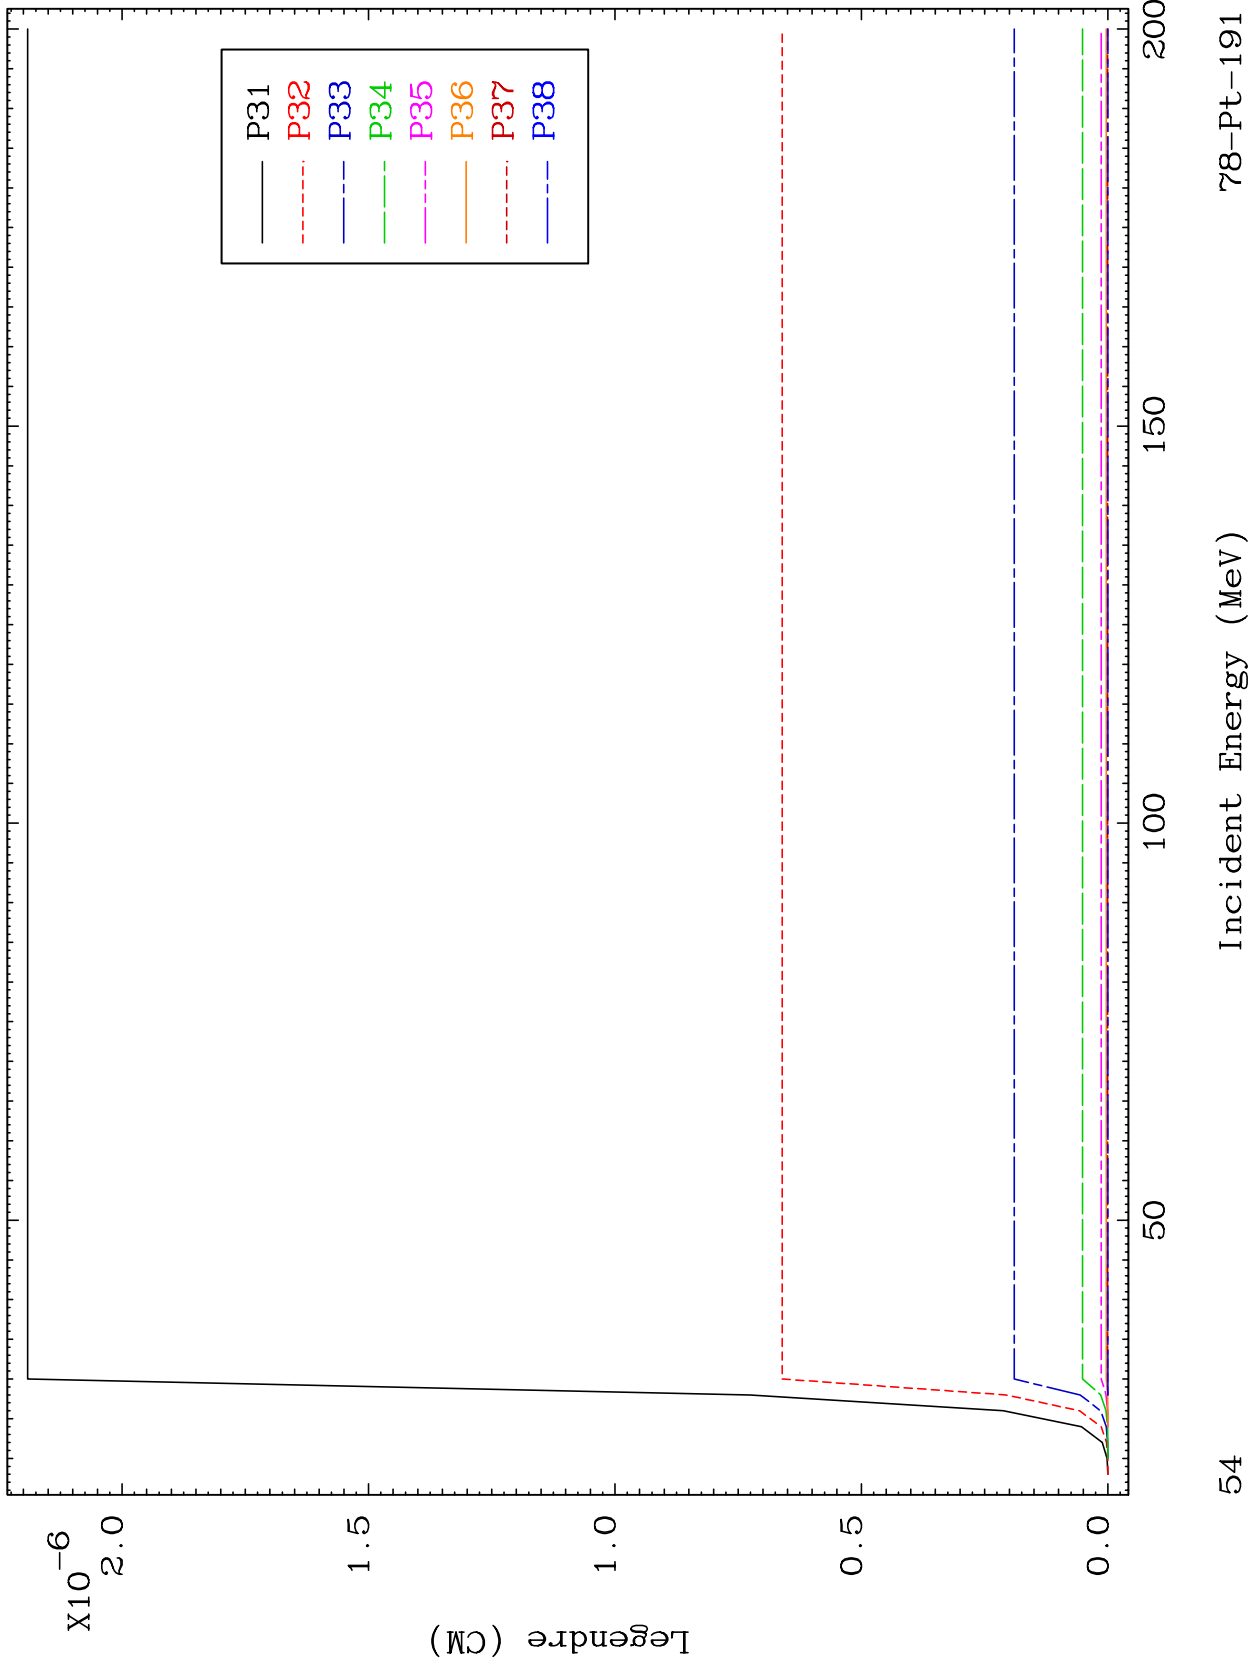 X10-6
2.0
1.5
1.0
0.5
0.0
Legendre (CM)
P31
P32
P33
P34
P35
P36
P37
P38
50
100
150
200
54
Incident Energy (MeV)
78-Pt-191